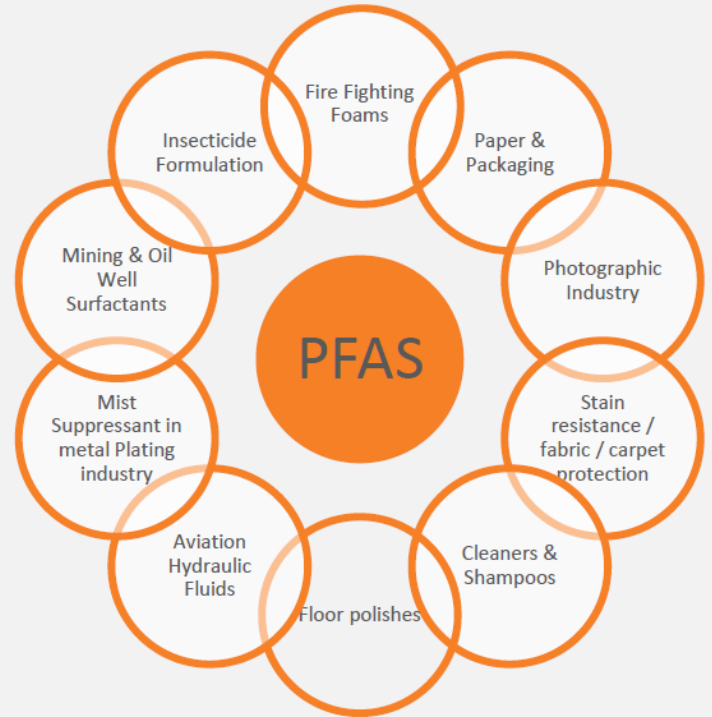 Fire Fighting
Foams
Paper &
Packaging
Photographic
Industry
Stain
resistance /
fabric / carpet
protection
Cleaners &
Shampoos
Floor polishes
Aviation
Hydraulic
Fluids
Mist
Suppressant in
metal Plating
industry
Mining & Oil
Well
Surfactants
Insecticide
Formulation
PFAS